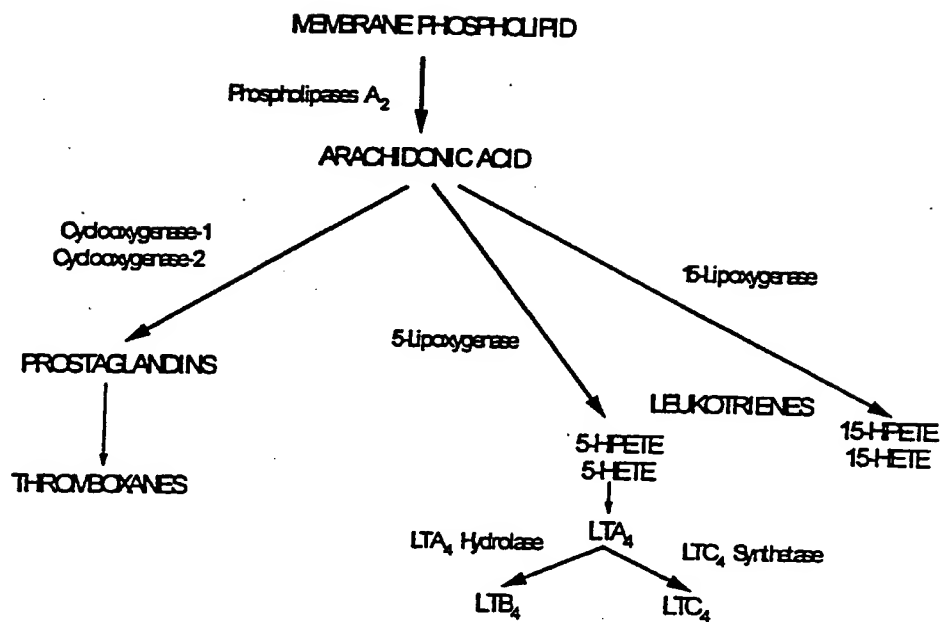 MEMBRANE PHOSPHOLIPID
Phospholipases A₂
ARACHIDONIC ACID
Cyclooxygenase-1
Cyclooxygenase-2
15-Lipoxygenase
5-Lipoxygenase
PROSTAGLANDINS
LEUKOTRIENES
15-HPETE
15-HETE
5-HPETE
5-HETE
THROMBOXANES
LTA₄
LTA₄ Hydrolase
LTC₄ Synthetase
LTB₄
LTC₄